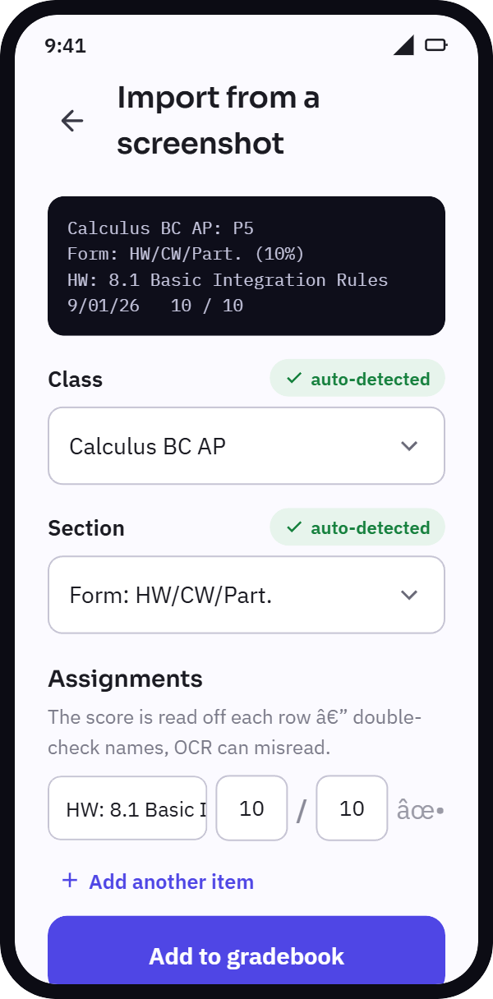 9:41
Import from a
screenshot
Calculus BC AP: P5
Form: HW/CW/Part. (10%)
HW: 8.1 Basic Integration Rules
9/01/26   10 / 10
Class
✓ auto-detected
Calculus BC AP
Section
✓ auto-detected
Form: HW/CW/Part.
Assignments
The score is read off each row â€” double-
check names, OCR can misread.
HW: 8.1 Basic I 10 / 10 âœ•
+ Add another item
Add to gradebook